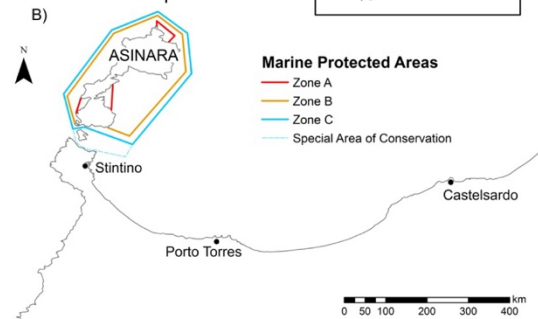 B)
N
ASINARA
Marine Protected Areas
Zone A
Zone B
Zone C
Special Area of Conservation
Stintino
Castelsardo
Porto Torres
km
0 50 100 200 300 400